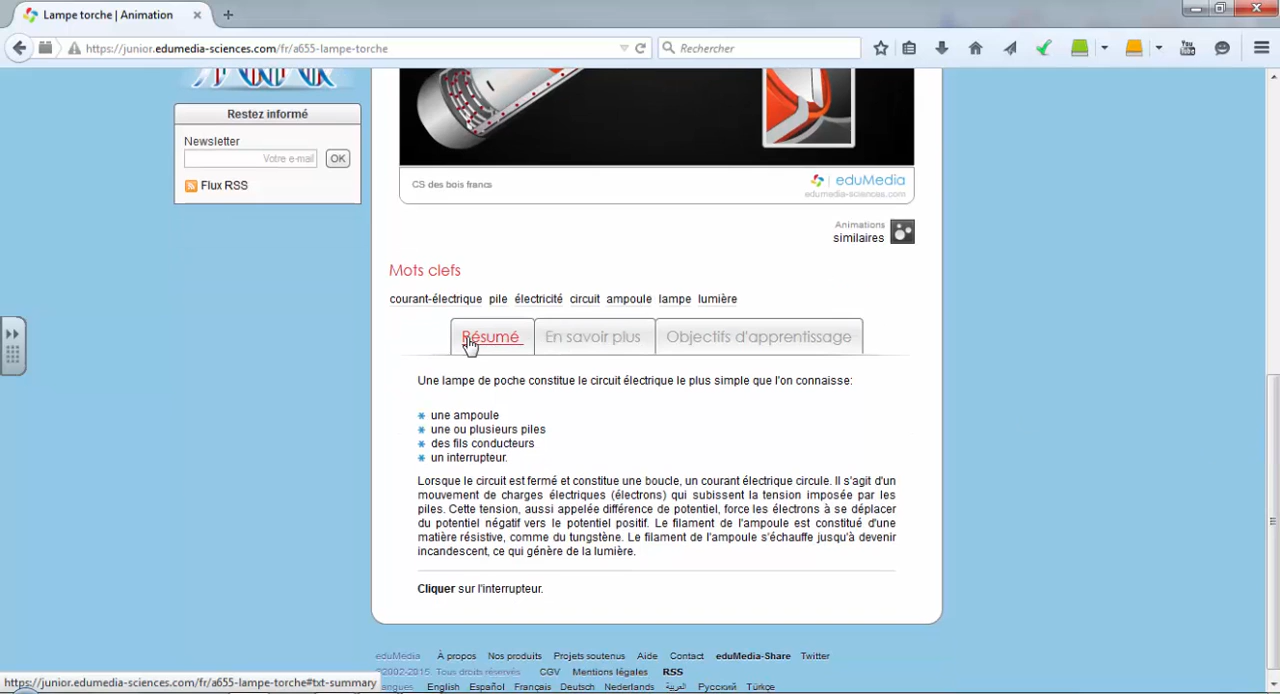 Lampe torche | Animation
https://junior.edumedia-sciences.com/fr/a655-lampe-torche
Rechercher
You Tube
Restez informé
Newsletter
Votre e-mail OK
Flux RSS
CS des bois francs
eduMedia
edumedia-sciences.com
Animations
similaires
Mots clefs
courant-électrique pile électricité circuit ampoule lampe lumière
Résumé En savoir plus Objectifs d'apprentissage
Une lampe de poche constitue le circuit électrique le plus simple que l'on connaisse:
une ampoule
une ou plusieurs piles
des fils conducteurs
un interrupteur.
Lorsque le circuit est fermé et constitue une boucle, un courant électrique circule. Il s'agit d'un
mouvement de charges électriques (électrons) qui subissent la tension imposée par les
piles. Cette tension, aussi appelée différence de potentiel, force les électrons à se déplacer
du potentiel négatif vers le potentiel positif. Le filament de l'ampoule est constitué d'une
matière résistive, comme du tungstène. Le filament de l'ampoule s'échauffe jusqu'à devenir
incandescent, ce qui génère de la lumière.
Cliquer sur l'interrupteur.
eduMedia À propos Nos produits Projets soutenus Aide Contact eduMedia-Share Twitter
©2002-2015. Tous droits réservés CGV Mentions légales RSS
https://junior.edumedia-sciences.com/fr/a655-lampe-torche#txt-summary
Langues English Español Français Deutsch Nederlands العربية Русский Türkçe